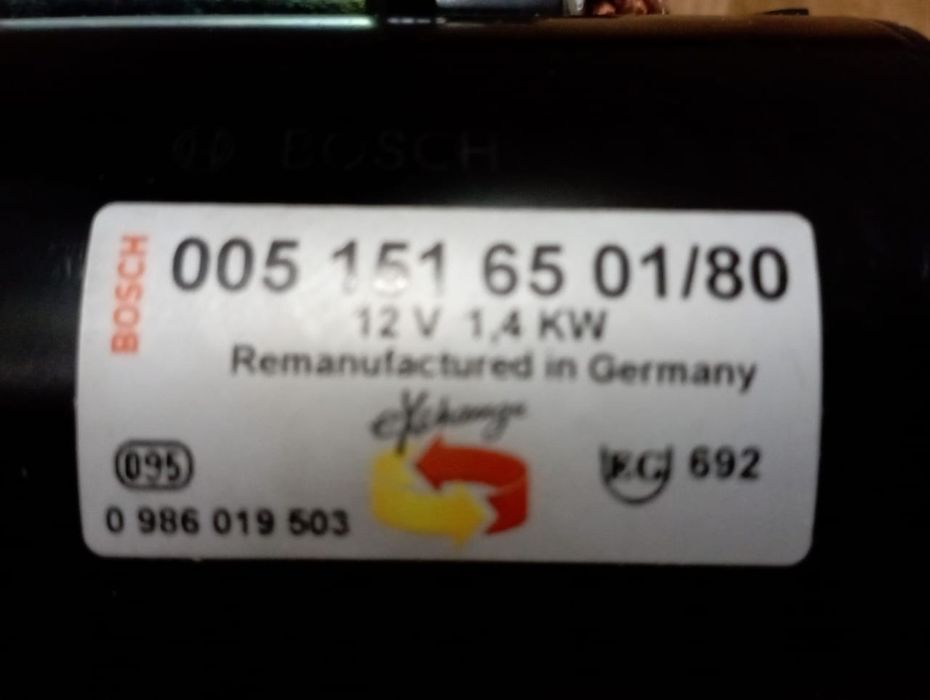 BOSCH
BOSCH
005 151 65 01/80
12 V 1,4 KW
Remanufactured in Germany
eXchange
095
692
0 986 019 503